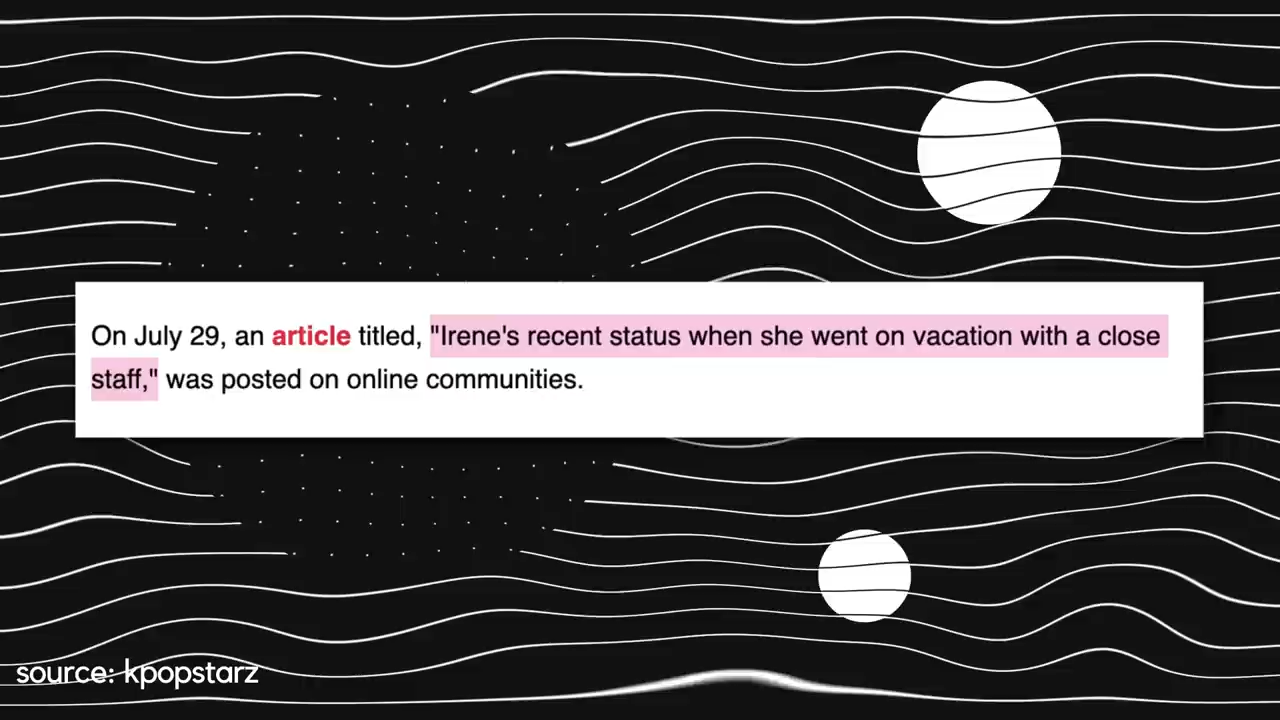 On July 29, an article titled, "Irene's recent status when she went on vacation with a close
staff," was posted on online communities.
source: kpopstarz